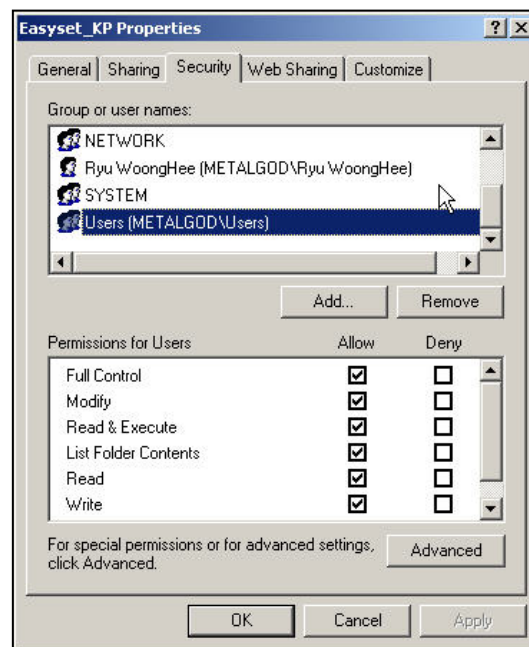 Easyset_KP Properties
General Sharing Security Web Sharing Customize
Group or user names:
NETWORK
Ryu WoongHee (METALGOD\Ryu WoongHee)
SYSTEM
Users (METALGOD\Users)
Add... Remove
Permissions for Users Allow Deny
Full Control
Modify
Read & Execute
List Folder Contents
Read
Write
For special permissions or for advanced settings,
click Advanced.
Advanced
OK Cancel Apply